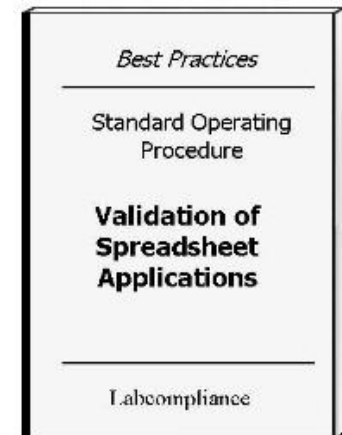 Best Practices
Standard Operating
Procedure
Validation of
Spreadsheet
Applications
Labcompliance